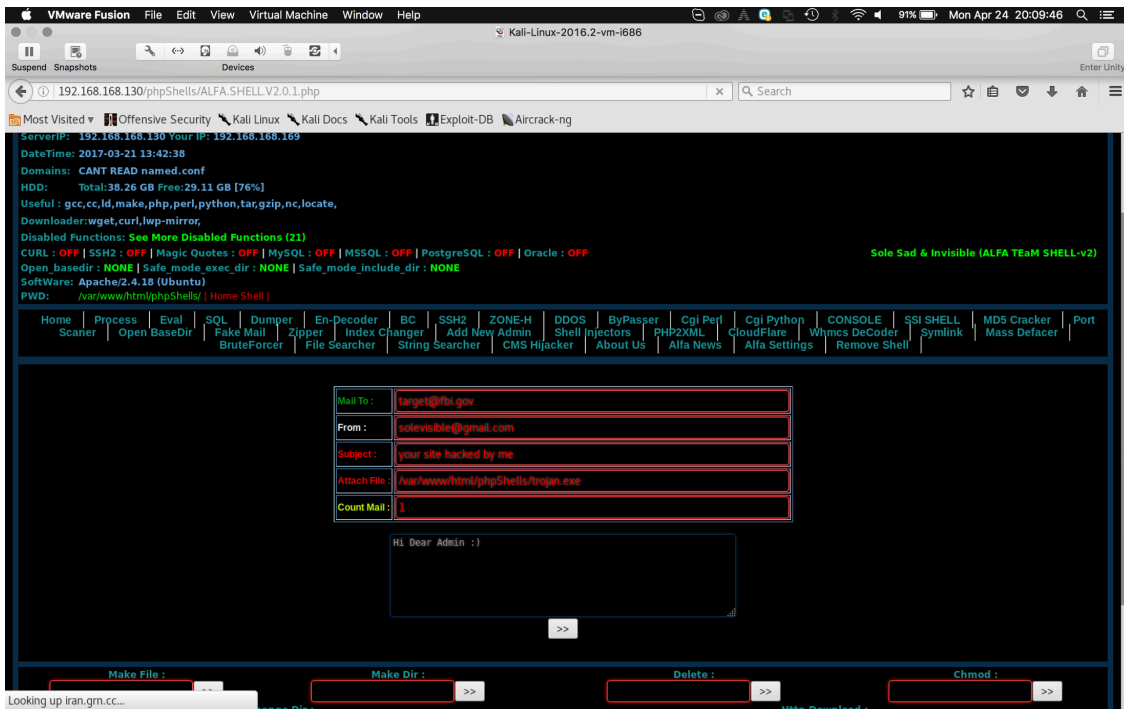 VMware Fusion File Edit View Virtual Machine Window Help 91% Mon Apr 24 20:09:46
Kali-Linux-2016.2-vm-i686
Suspend Snapshots Devices Enter Unity
192.168.168.130/phpShells/ALFA.SHELL.V2.0.1.php Search
Most Visited Offensive Security Kali Linux Kali Docs Kali Tools Exploit-DB Aircrack-ng
ServerIP: 192.168.168.130 Your IP: 192.168.168.169
DateTime: 2017-03-21 13:42:38
Domains: CANT READ named.conf
HDD: Total:38.26 GB Free:29.11 GB [76%]
Useful : gcc,cc,ld,make,php,perl,python,tar,gzip,nc,locate,
Downloader:wget,curl,lwp-mirror,
Disabled Functions: See More Disabled Functions (21)
CURL : OFF | SSH2 : OFF | Magic Quotes : OFF | MySQL : OFF | MSSQL : OFF | PostgreSQL : OFF | Oracle : OFF Sole Sad & Invisible (ALFA TEaM SHELL-v2)
Open_basedir : NONE | Safe_mode_exec_dir : NONE | Safe_mode_include_dir : NONE
SoftWare: Apache/2.4.18 (Ubuntu)
PWD: /var/www/html/phpShells/ | Home Shell |
Home | Process | Eval | SQL | Dumper | En-Decoder | BC | SSH2 | ZONE-H | DDOS | ByPasser | Cgi Perl | Cgi Python | CONSOLE | SSI SHELL | MD5 Cracker | Port
Scaner | Open BaseDir | Fake Mail | Zipper | Index Changer | Add New Admin | Shell Injectors | PHP2XML | CloudFlare | Whmcs DeCoder | Symlink | Mass Defacer |
BruteForcer | File Searcher | String Searcher | CMS Hijacker | About Us | Alfa News | Alfa Settings | Remove Shell |
Mail To : target@fbi.gov
From : solevisible@gmail.com
Subject : your site hacked by me
Attach File : /var/www/html/phpShells/trojan.exe
Count Mail : 1
Hi Dear Admin :)
>>
Make File : Make Dir : Delete : Chmod :
>> >> >> >>
Looking up iran.grn.cc...